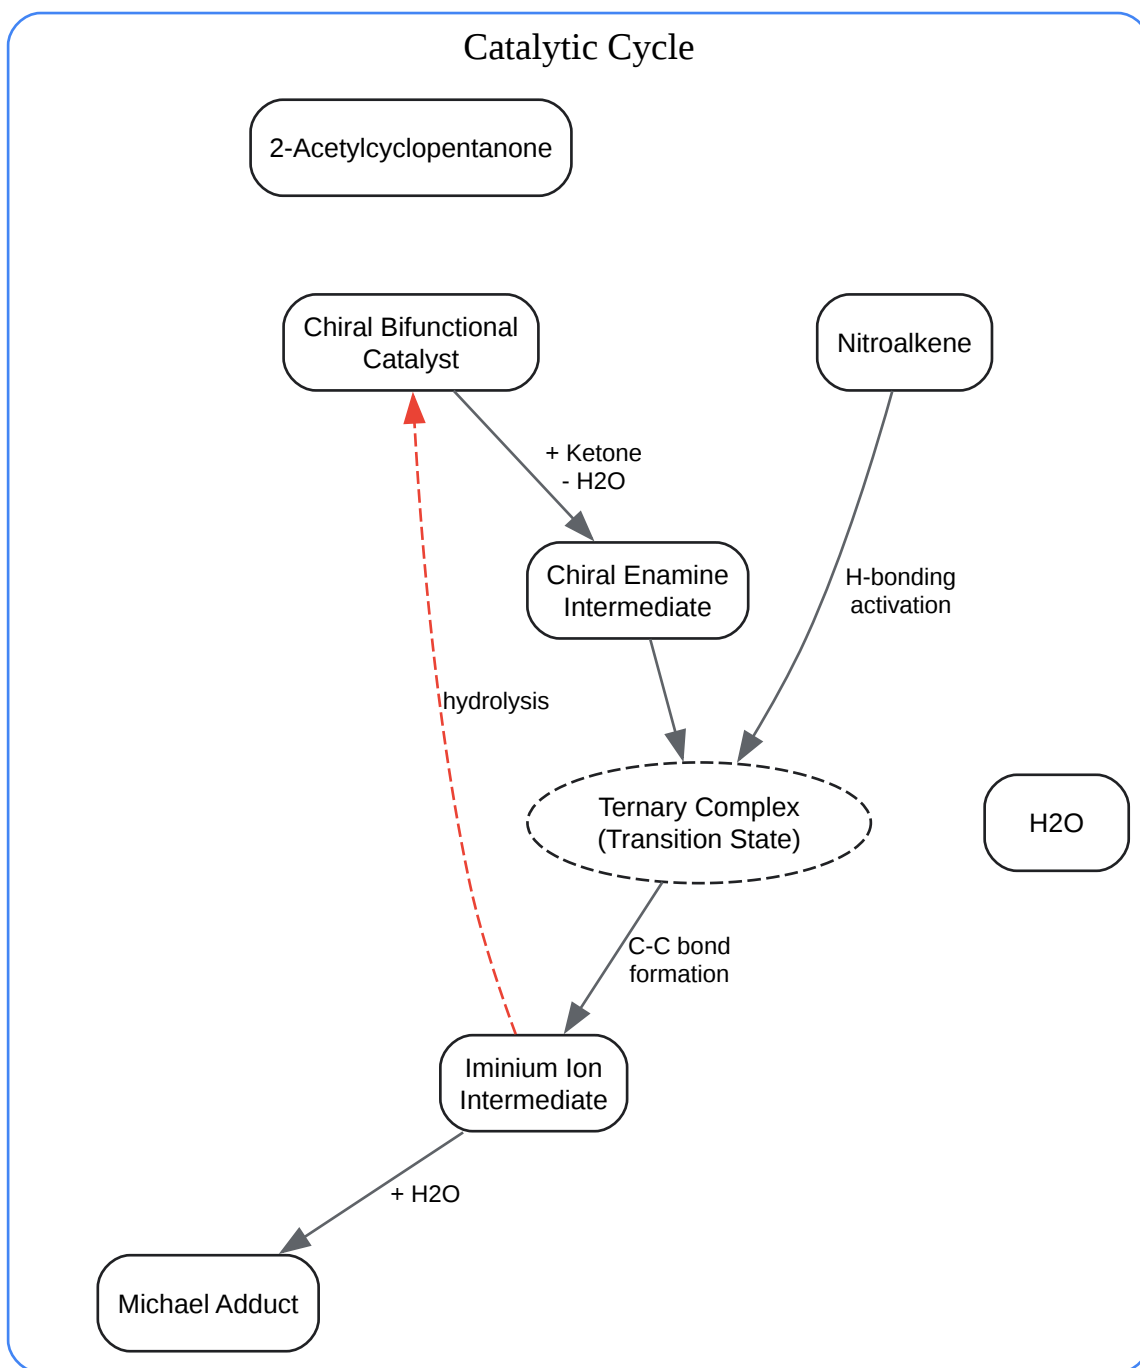 Catalytic Cycle
2-Acetylcyclopentanone
Chiral Bifunctional
Catalyst
Nitroalkene
+ Ketone
- H2O
Chiral Enamine
Intermediate
H-bonding
activation
hydrolysis
Ternary Complex
(Transition State)
H2O
C-C bond
formation
Iminium Ion
Intermediate
+ H2O
Michael Adduct